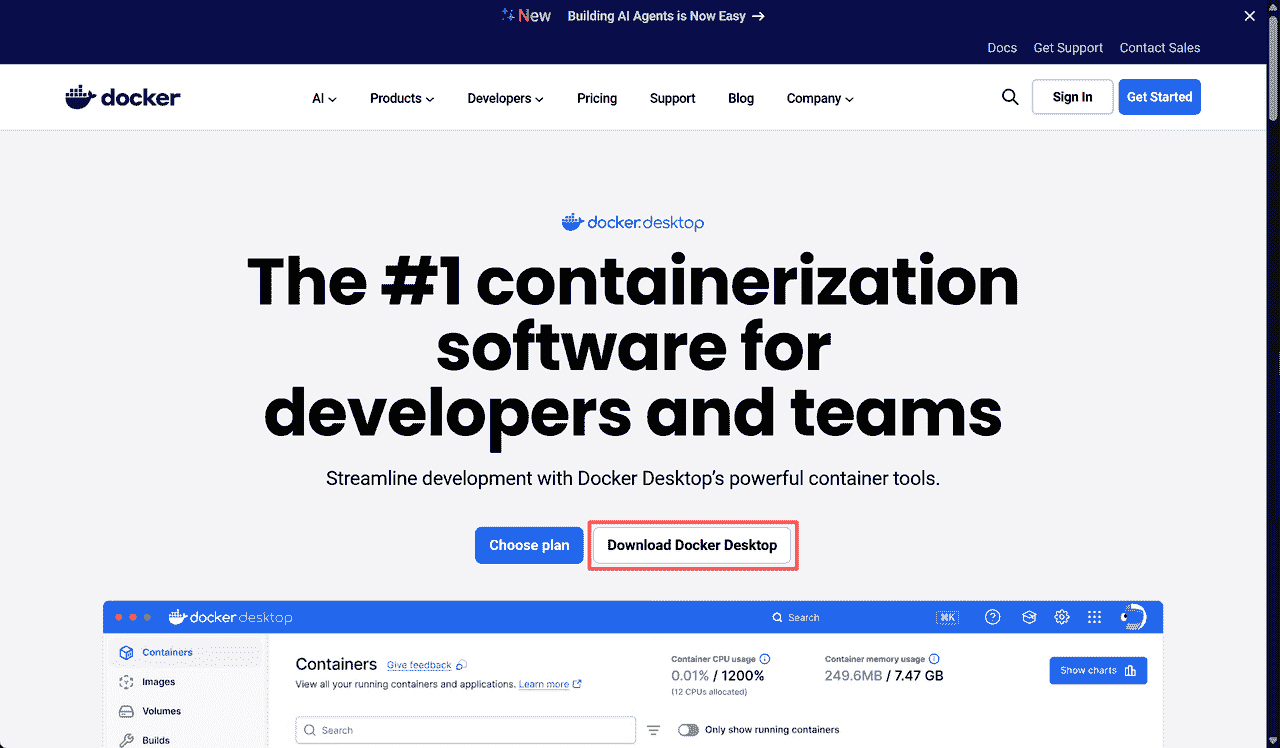 New Building AI Agents is Now Easy →
Docs Get Support Contact Sales
docker AI Products Developers Pricing Support Blog Company Sign In Get Started
docker.desktop
The #1 containerization
software for
developers and teams
Streamline development with Docker Desktop’s powerful container tools.
Choose plan Download Docker Desktop
docker desktop Search ⌘K
Containers
Images
Volumes
Builds
Containers Give feedback
View all your running containers and applications. Learn more
Container CPU usage
0.01% / 1200%
(12 CPUs allocated)
Container memory usage
249.6MB / 7.47 GB
Show charts
Search
Only show running containers